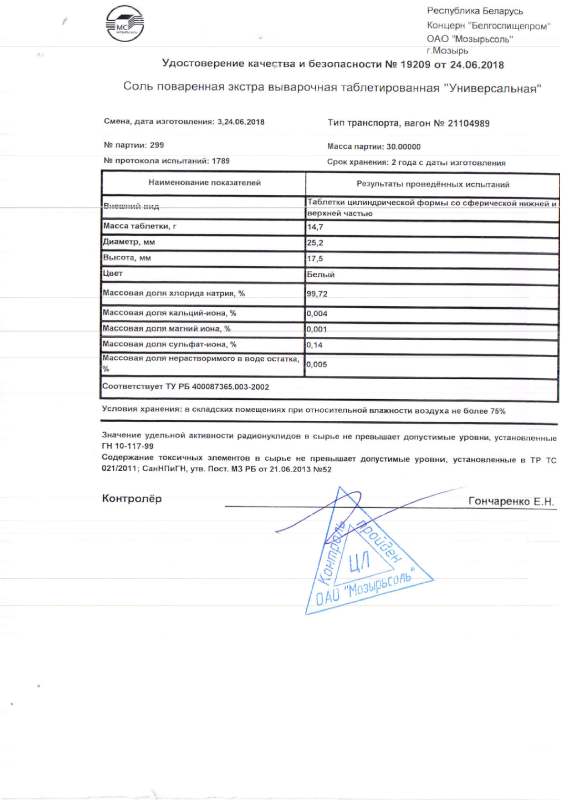 МС
МОЗЫРЬСОЛЬ
Республика Беларусь
Концерн "Белгоспищепром"
ОАО "Мозырьсоль"
г.Мозырь
Удостоверение качества и безопасности № 19209 от 24.06.2018
Соль поваренная экстра выварочная таблетированная "Универсальная"
Смена, дата изготовления: 3,24.06.2018
Тип транспорта, вагон № 21104989
№ партии: 299
Масса партии: 30.00000
№ протокола испытаний: 1789
Срок хранения: 2 года с даты изготовления
Наименование показателей
Результаты проведённых испытаний
Внешний вид
Таблетки цилиндрической формы со сферической нижней и
верхней частью
Масса таблетки, г
14,7
Диаметр, мм
25,2
Высота, мм
17,5
Цвет
Белый
Массовая доля хлорида натрия, %
99,72
Массовая доля кальций-иона, %
0,004
Массовая доля магний иона, %
0,001
Массовая доля сульфат-иона, %
0,14
Массовая доля нерастворимого в воде остатка,
%
0,005
Соответствует ТУ РБ 400087365.003-2002
Условия хранения: в складских помещениях при относительной влажности воздуха не более 75%
Значение удельной активности радионуклидов в сырье не превышает допустимые уровни, установленные
ГН 10-117-99
Содержание токсичных элементов в сырье не превышает допустимые уровни, установленные в ТР ТС
021/2011; СанНПиГН, утв. Пост. МЗ РБ от 21.06.2013 №52
Контролёр
Гончаренко Е.Н.
Контроль
пройден
ЦЛ
ОАО "Мозырьсоль"